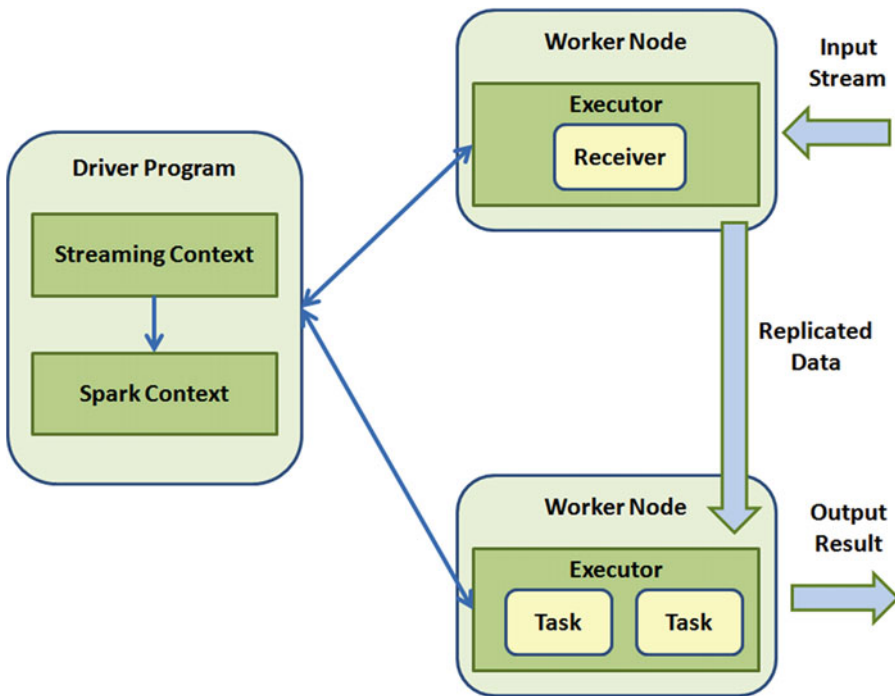 Driver Program
Streaming Context
Spark Context
Worker Node
Executor
Receiver
Input
Stream
Replicated
Data
Worker Node
Executor
Task
Task
Output
Result